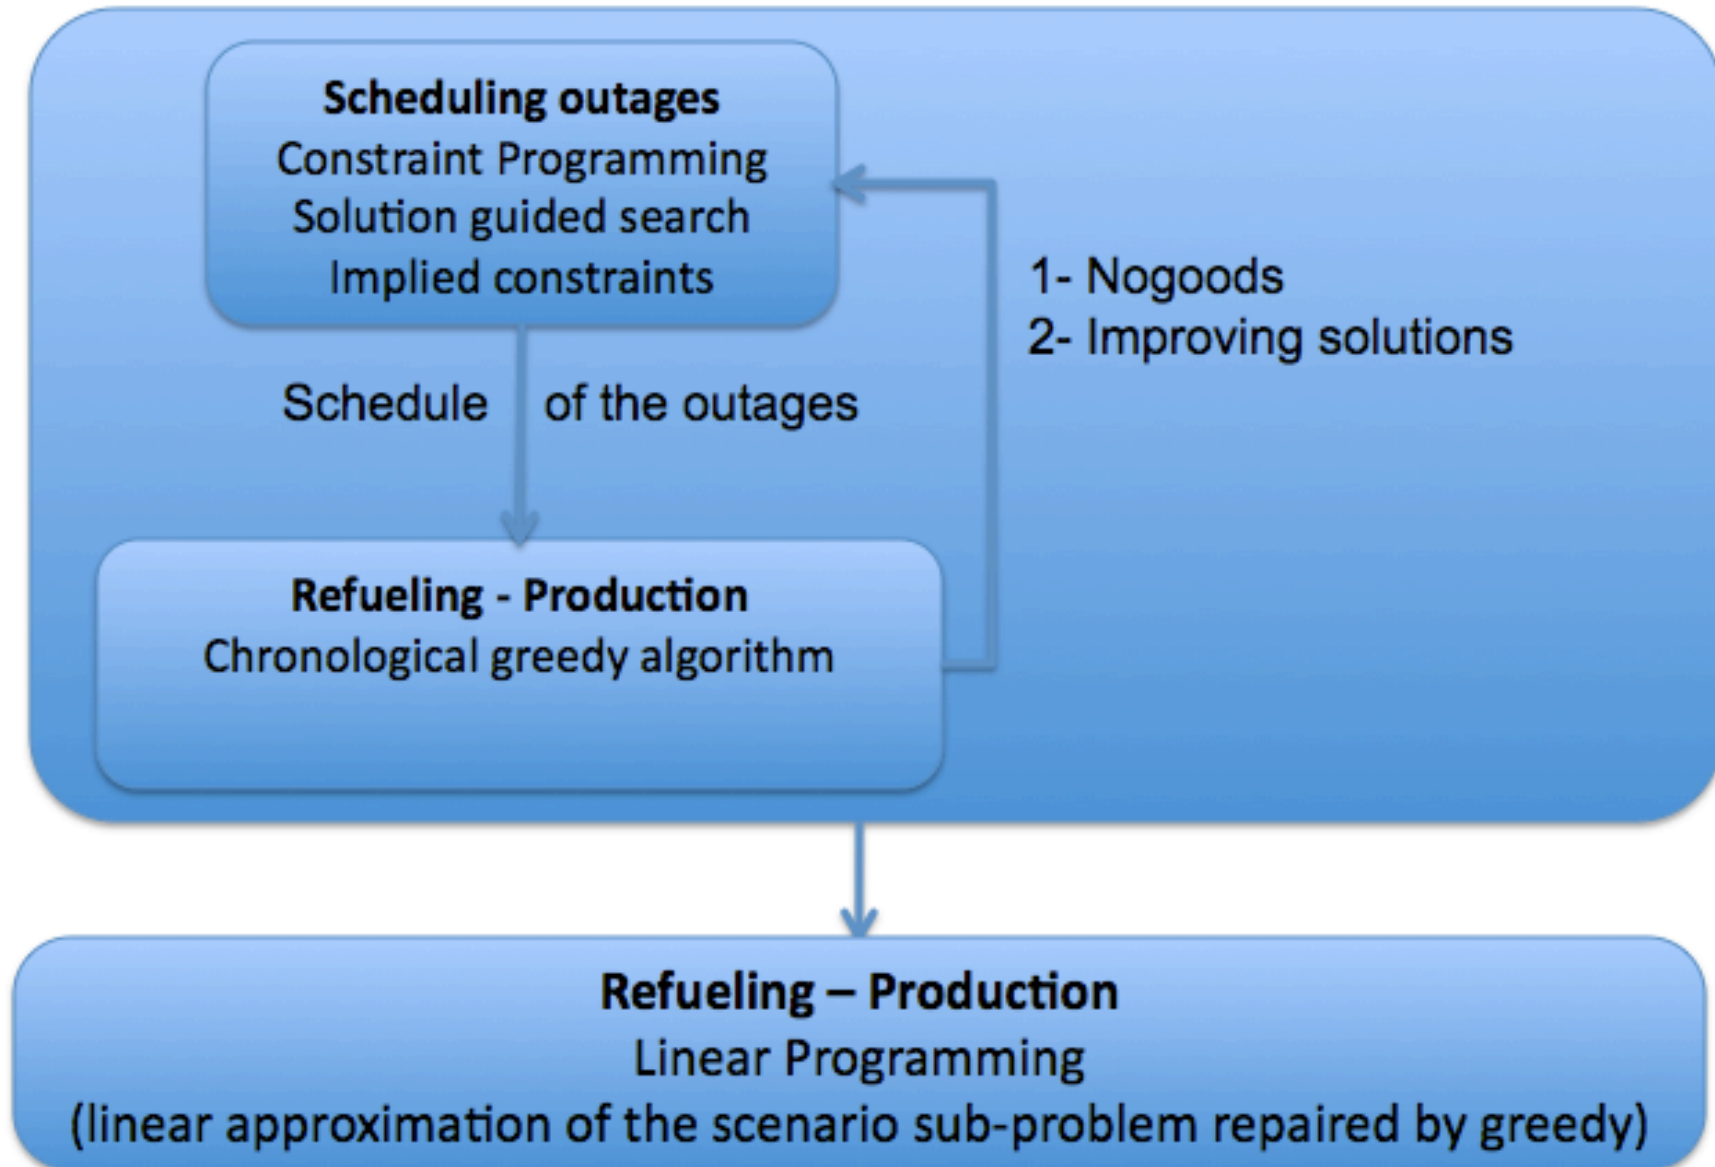 Scheduling outages
Constraint Programming
Solution guided search
Implied constraints
1- Nogoods
2- Improving solutions
Schedule of the outages
Refueling - Production
Chronological greedy algorithm
Refueling – Production
Linear Programming
(linear approximation of the scenario sub-problem repaired by greedy)